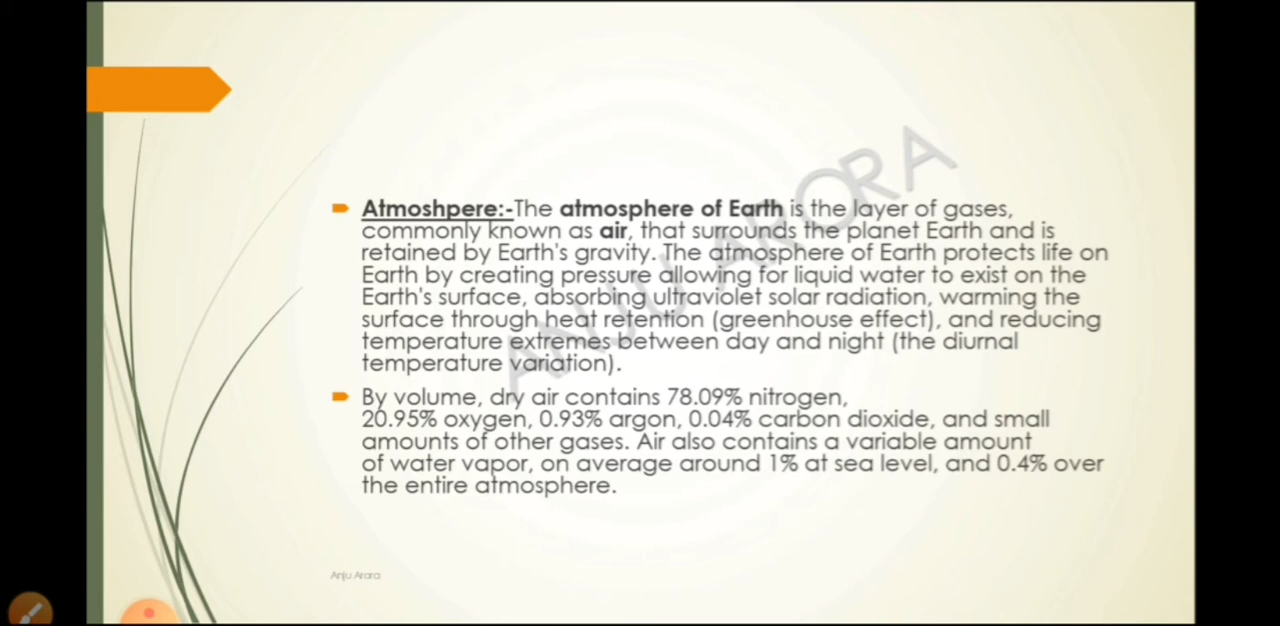 Atmoshpere:-The atmosphere of Earth is the layer of gases,
commonly known as air, that surrounds the planet Earth and is
retained by Earth's gravity. The atmosphere of Earth protects life on
Earth by creating pressure allowing for liquid water to exist on the
Earth's surface, absorbing ultraviolet solar radiation, warming the
surface through heat retention (greenhouse effect), and reducing
temperature extremes between day and night (the diurnal
temperature variation).
By volume, dry air contains 78.09% nitrogen,
20.95% oxygen, 0.93% argon, 0.04% carbon dioxide, and small
amounts of other gases. Air also contains a variable amount
of water vapor, on average around 1% at sea level, and 0.4% over
the entire atmosphere.
ANJU ARORA
Anju Arora